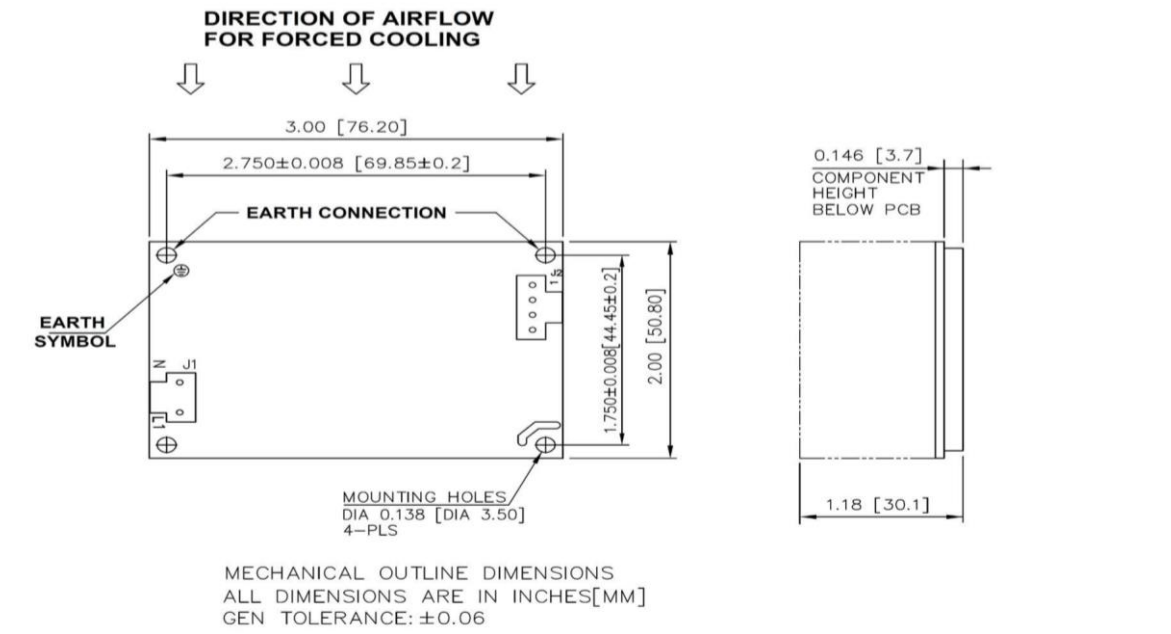 DIRECTION OF AIRFLOW
FOR FORCED COOLING
3.00 [76.20]
2.750±0.008 [69.85±0.2]
0.146 [3.7]
COMPONENT
HEIGHT
BELOW PCB
EARTH CONNECTION
J2
1
1.750±0.008[44.45±0.2]
2.00 [50.80]
EARTH
SYMBOL
N J1
L1
1.18 [30.1]
MOUNTING HOLES
DIA 0.138 [DIA 3.50]
4-PLS
MECHANICAL OUTLINE DIMENSIONS
ALL DIMENSIONS ARE IN INCHES[MM]
GEN TOLERANCE: ±0.06